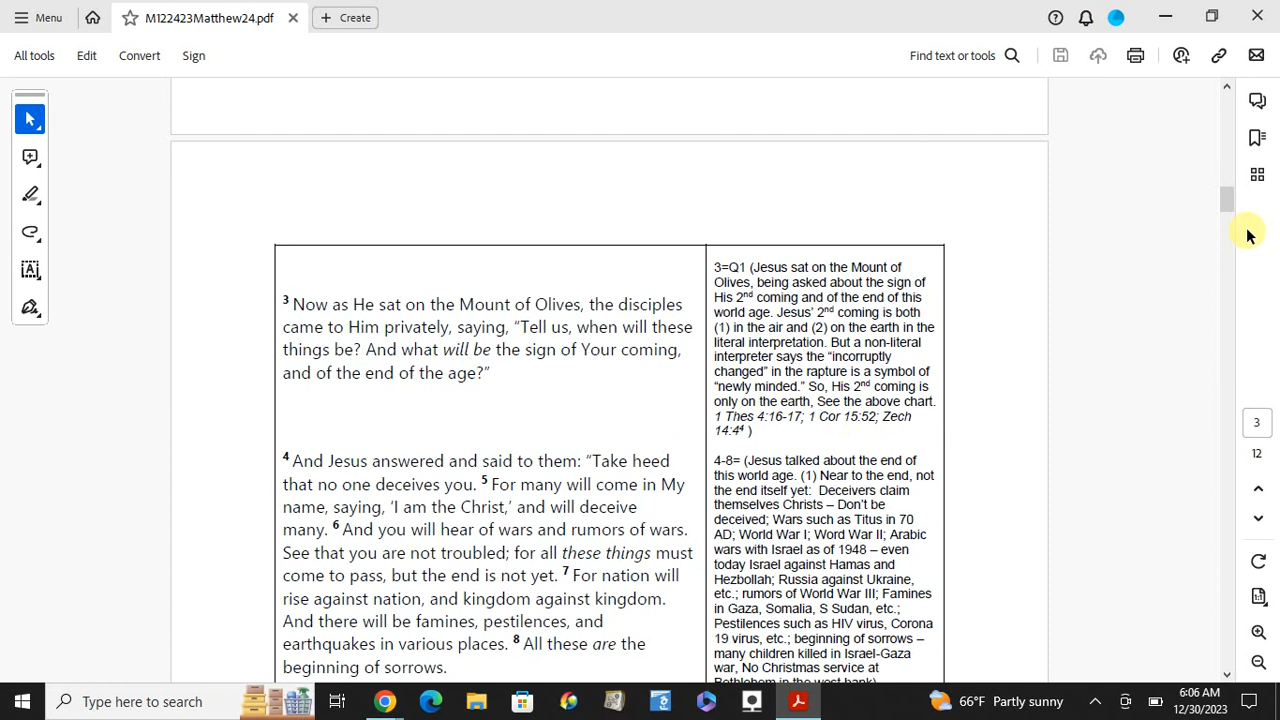 Menu
M122423Matthew24.pdf
Create
All tools
Edit
Convert
Sign
Find text or tools
3 Now as He sat on the Mount of Olives, the disciples
came to Him privately, saying, “Tell us, when will these
things be? And what will be the sign of Your coming,
and of the end of the age?”
4 And Jesus answered and said to them: “Take heed
that no one deceives you. 5 For many will come in My
name, saying, ‘I am the Christ,’ and will deceive
many. 6 And you will hear of wars and rumors of wars.
See that you are not troubled; for all these things must
come to pass, but the end is not yet. 7 For nation will
rise against nation, and kingdom against kingdom.
And there will be famines, pestilences, and
earthquakes in various places. 8 All these are the
beginning of sorrows.
3=Q1 (Jesus sat on the Mount of
Olives, being asked about the sign of
His 2nd coming and of the end of this
world age. Jesus’ 2nd coming is both
(1) in the air and (2) on the earth in the
literal interpretation. But a non-literal
interpreter says the “incorruptly
changed” in the rapture is a symbol of
“newly minded.” So, His 2nd coming is
only on the earth, See the above chart.
1 Thes 4:16-17; 1 Cor 15:52; Zech
14:4⁴ )
4-8= (Jesus talked about the end of
this world age. (1) Near to the end, not
the end itself yet: Deceivers claim
themselves Christs – Don’t be
deceived; Wars such as Titus in 70
AD; World War I; Word War II; Arabic
wars with Israel as of 1948 – even
today Israel against Hamas and
Hezbollah; Russia against Ukraine,
etc.; rumors of World War III; Famines
in Gaza, Somalia, S Sudan, etc.;
Pestilences such as HIV virus, Corona
19 virus, etc.; beginning of sorrows –
many children killed in Israel-Gaza
war, No Christmas service at
Bethlehem in the west bank)
3
12
Type here to search
66°F Partly sunny
6:06 AM
12/30/2023